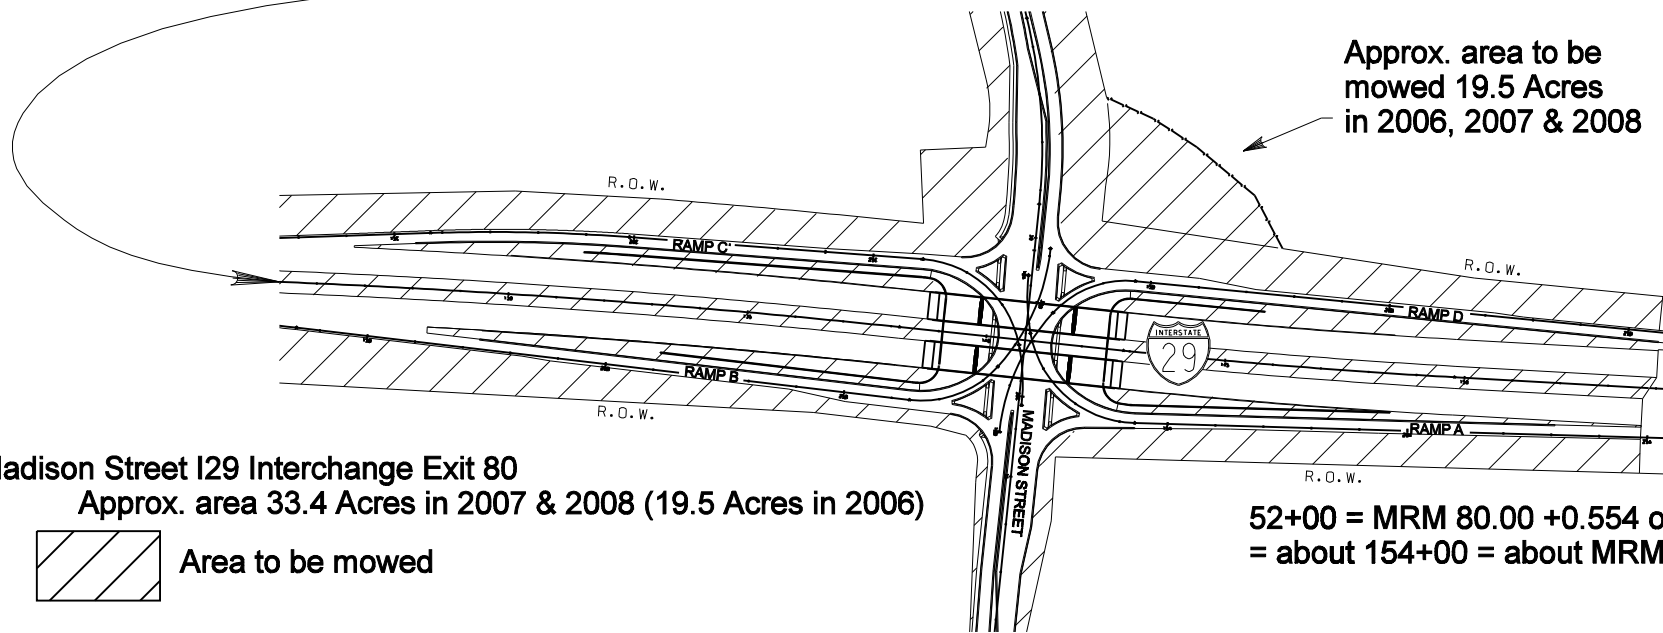 Approx. area to be
mowed 19.5 Acres
in 2006, 2007 & 2008
R.O.W.
RAMP C
R.O.W.
RAMP D
INTERSTATE
29
RAMP B
R.O.W.
RAMP A
MADISON STREET
R.O.W.
adison Street I29 Interchange Exit 80
Approx. area 33.4 Acres in 2007 & 2008 (19.5 Acres in 2006)
Area to be mowed
52+00 = MRM 80.00 +0.554 o
= about 154+00 = about MRM